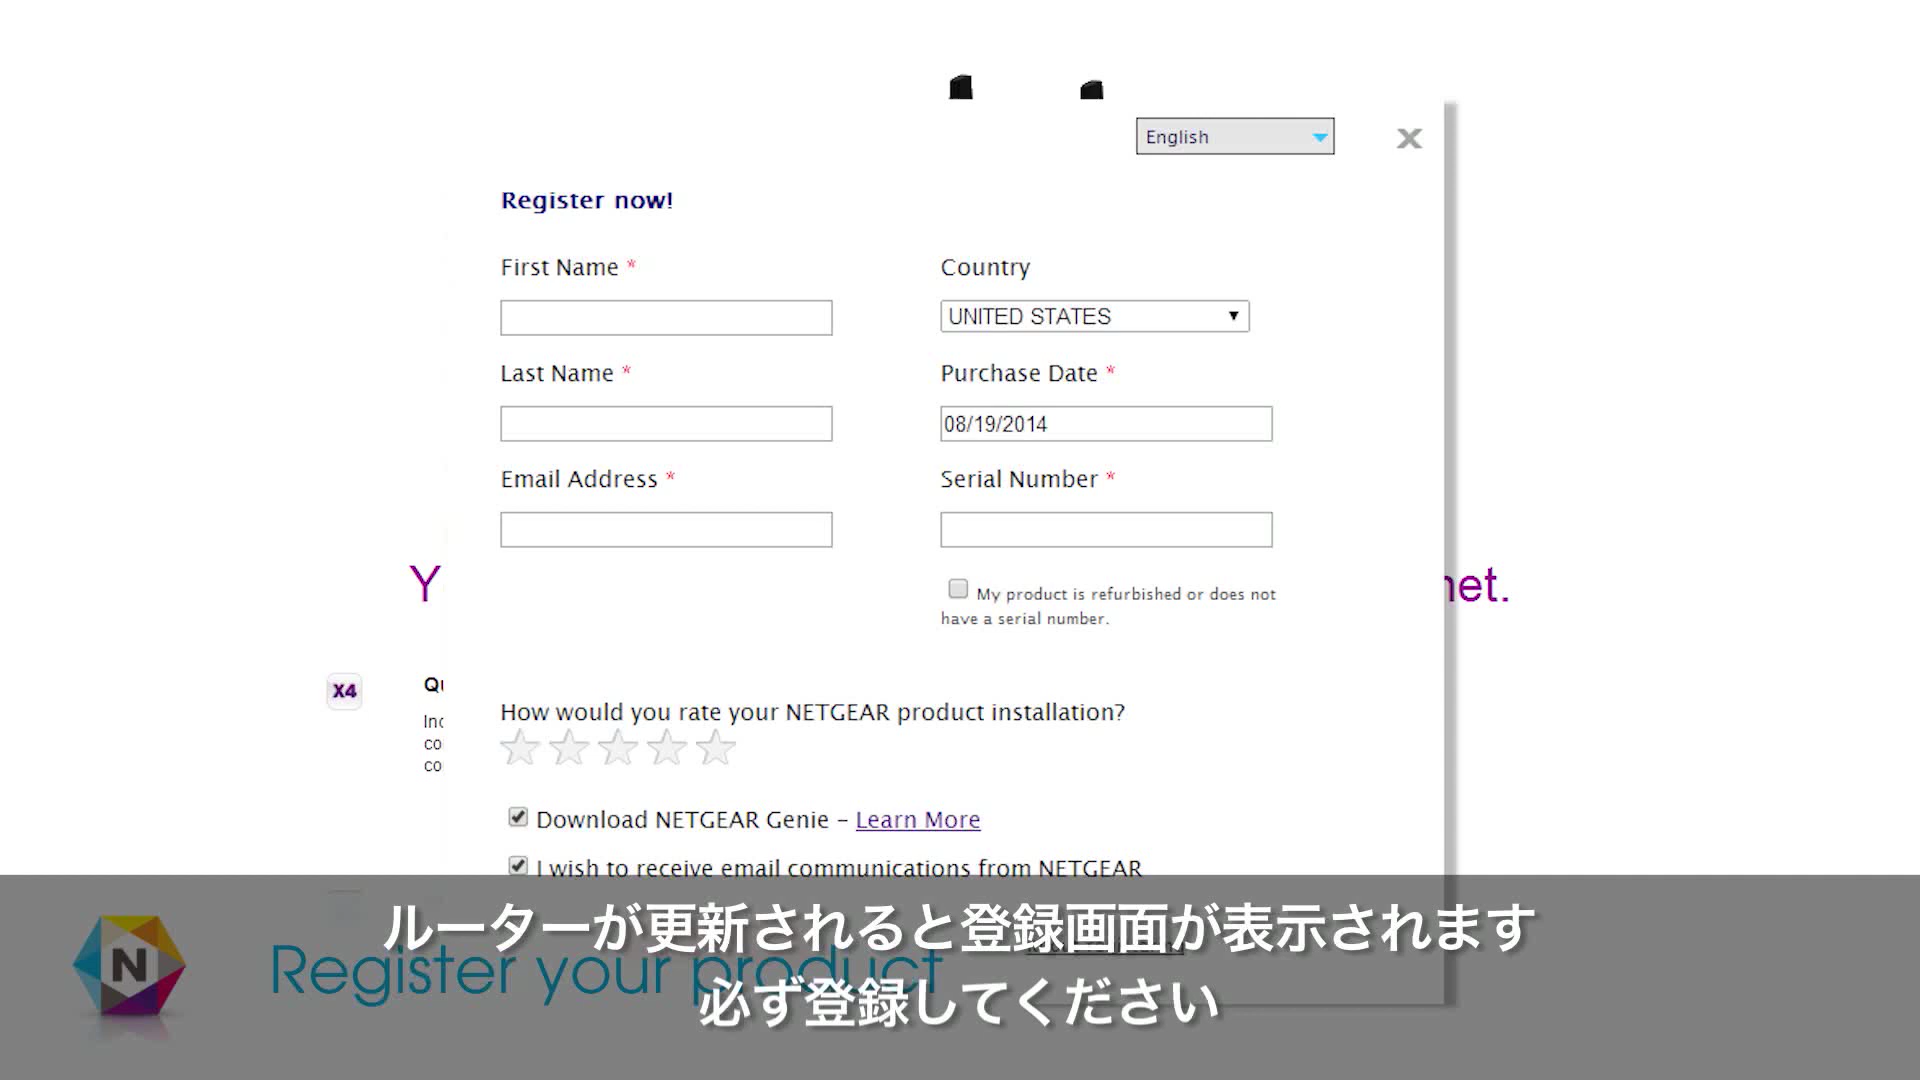 English
X
Register now!
First Name *
Country
UNITED STATES
Last Name *
Purchase Date *
08/19/2014
Email Address *
Serial Number *
Y
net.
My product is refurbished or does not
have a serial number.
X4
How would you rate your NETGEAR product installation?
Download NETGEAR Genie – Learn More
I wish to receive email communications from NETGEAR
ルーターが更新されると登録画面が表示されます
N
Register your product
必ず登録してください